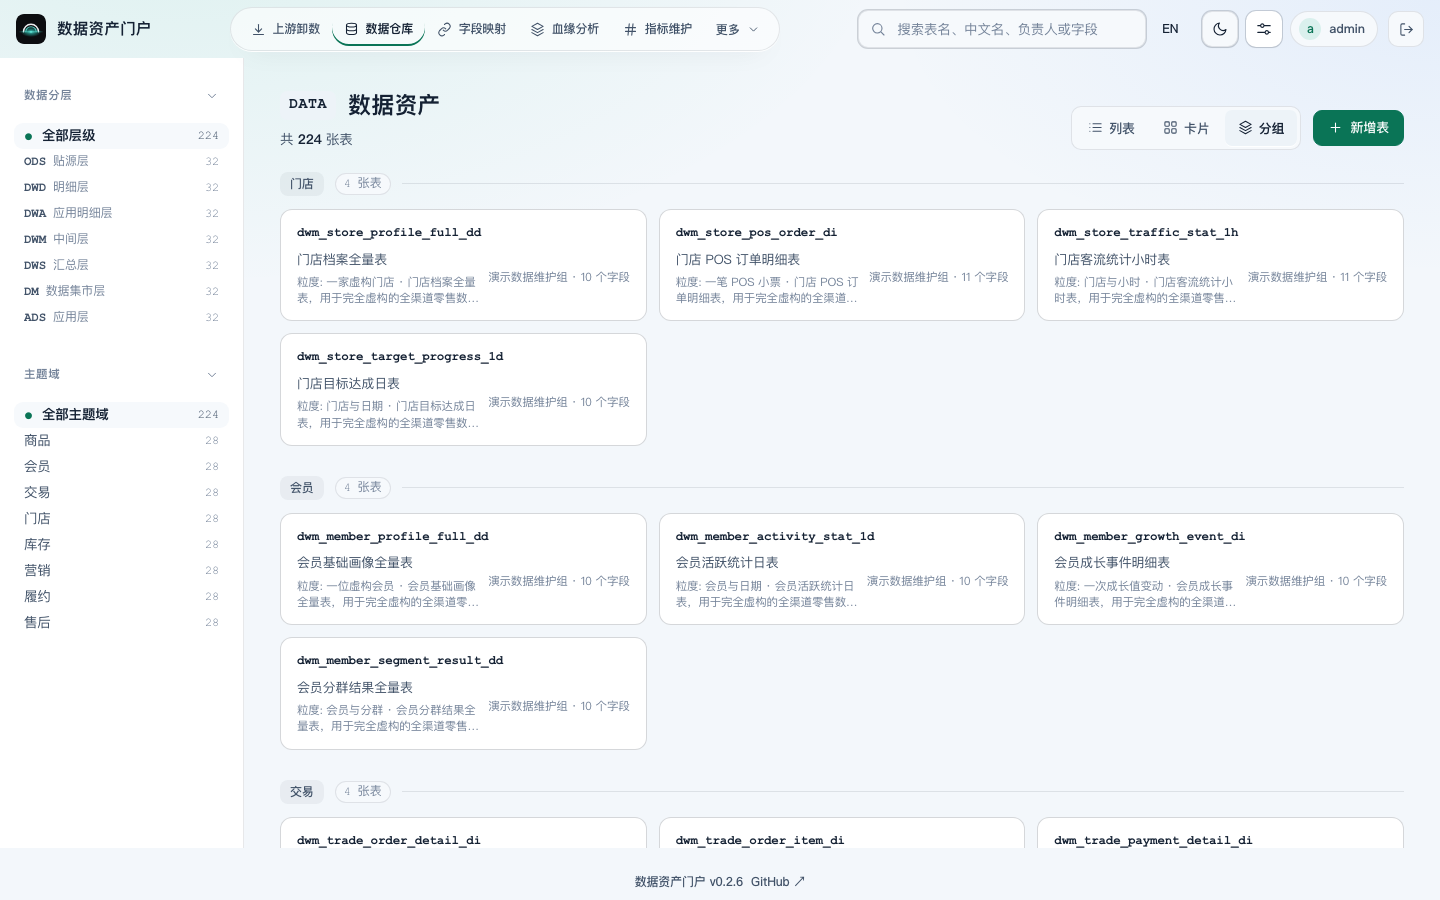 数据资产门户
上游卸数
数据仓库
字段映射
血缘分析
指标维护
更多
搜索表名、中文名、负责人或字段
EN
a
admin
数据分层
全部层级 224
ODS 贴源层 32
DWD 明细层 32
DWA 应用明细层 32
DWM 中间层 32
DWS 汇总层 32
DM 数据集市层 32
ADS 应用层 32
主题域
全部主题域 224
商品 28
会员 28
交易 28
门店 28
库存 28
营销 28
履约 28
售后 28
DATA 数据资产
共 224 张表
列表
卡片
分组
新增表
门店 4 张表
dwm_store_profile_full_dd
门店档案全量表
粒度: 一家虚构门店 · 门店档案全量
表，用于完全虚构的全渠道零售数...
演示数据维护组 · 10 个字段
dwm_store_pos_order_di
门店 POS 订单明细表
粒度: 一笔 POS 小票 · 门店 POS 订
单明细表，用于完全虚构的全渠道...
演示数据维护组 · 11 个字段
dwm_store_traffic_stat_1h
门店客流统计小时表
粒度: 门店与小时 · 门店客流统计小
时表，用于完全虚构的全渠道零售...
演示数据维护组 · 11 个字段
dwm_store_target_progress_1d
门店目标达成日表
粒度: 门店与日期 · 门店目标达成日
表，用于完全虚构的全渠道零售数...
演示数据维护组 · 10 个字段
会员 4 张表
dwm_member_profile_full_dd
会员基础画像全量表
粒度: 一位虚构会员 · 会员基础画像
全量表，用于完全虚构的全渠道零...
演示数据维护组 · 10 个字段
dwm_member_activity_stat_1d
会员活跃统计日表
粒度: 会员与日期 · 会员活跃统计日
表，用于完全虚构的全渠道零售数...
演示数据维护组 · 10 个字段
dwm_member_growth_event_di
会员成长事件明细表
粒度: 一次成长值变动 · 会员成长事
件明细表，用于完全虚构的全渠道...
演示数据维护组 · 10 个字段
dwm_member_segment_result_dd
会员分群结果全量表
粒度: 会员与分群 · 会员分群结果全
量表，用于完全虚构的全渠道零售...
演示数据维护组 · 10 个字段
交易 4 张表
dwm_trade_order_detail_di
dwm_trade_order_item_di
dwm_trade_payment_detail_di
数据资产门户 v0.2.6 GitHub ↗